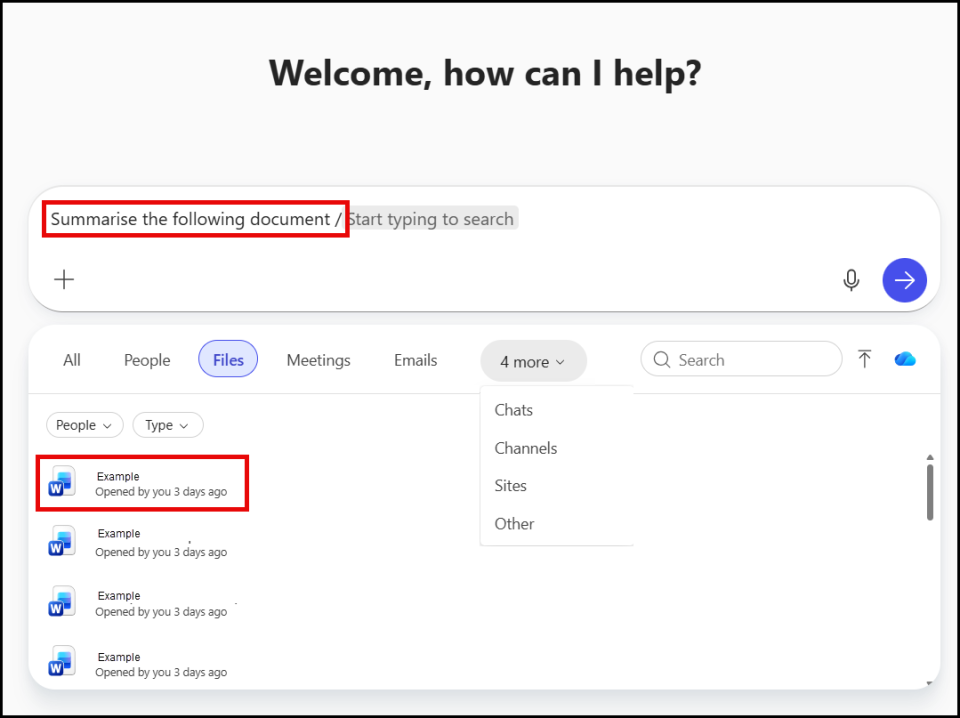 Welcome, how can I help?
Summarise the following document / Start typing to search
All People Files Meetings Emails 4 more Search
Chats
People Type
Channels
Sites
Other
W Example
Opened by you 3 days ago
W Example
Opened by you 3 days ago
W Example
Opened by you 3 days ago
W Example
Opened by you 3 days ago